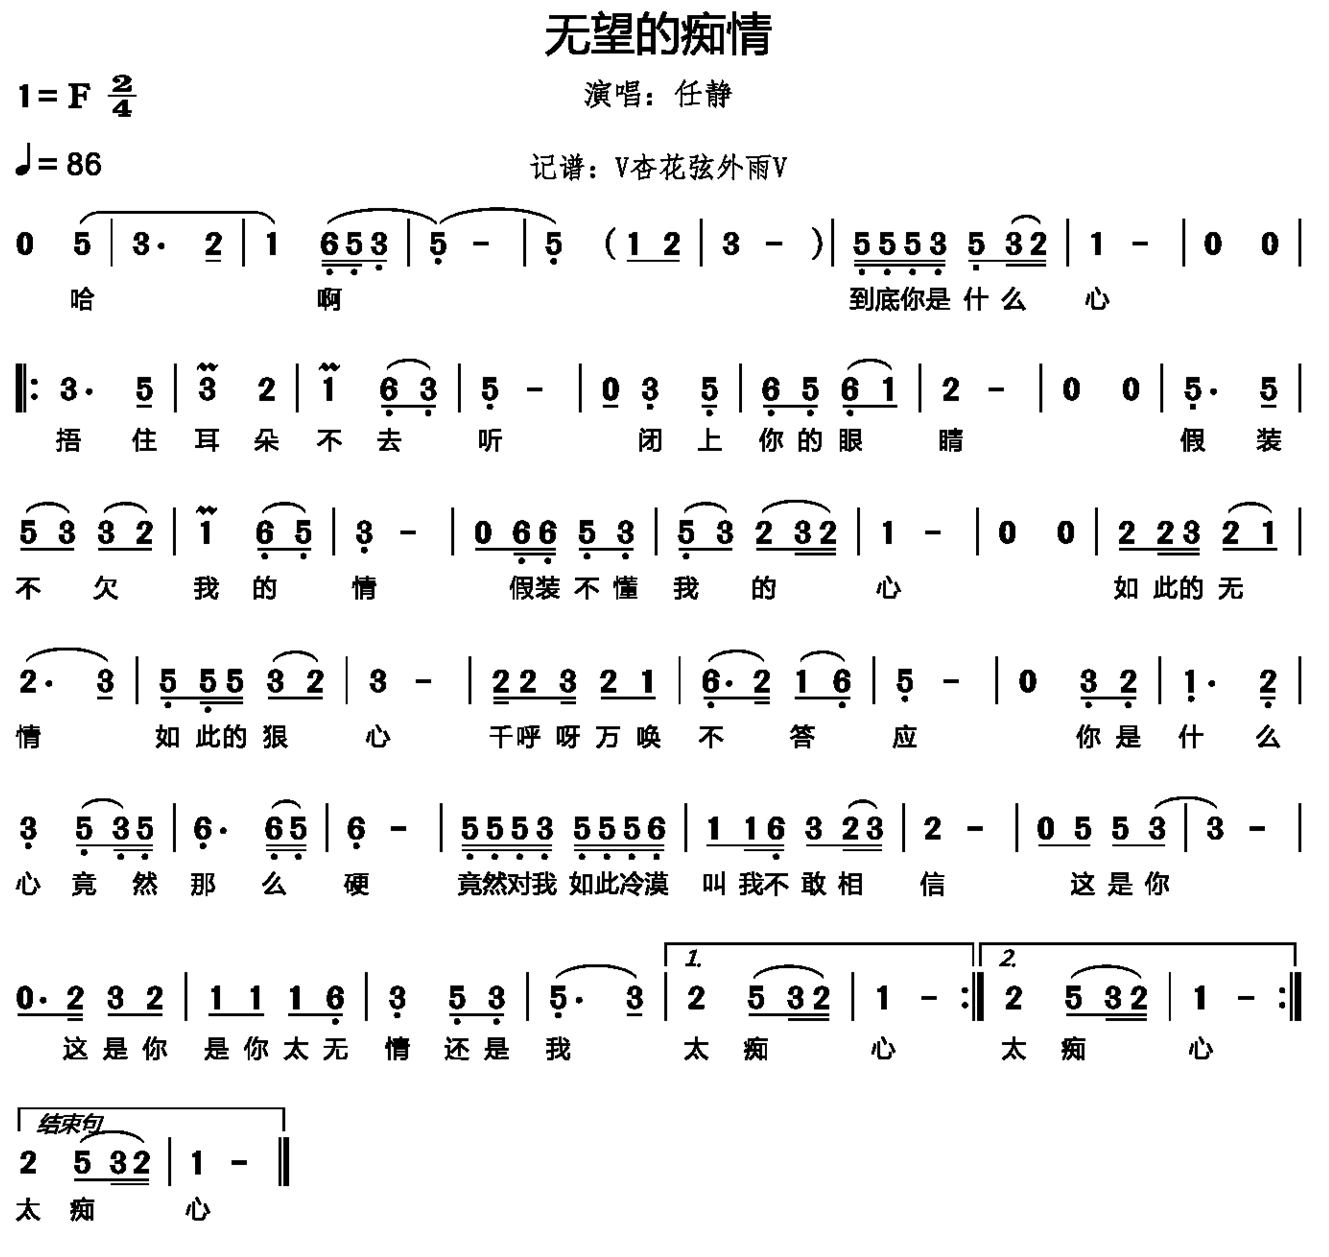 无望的痴情
1=F 2/4
演唱：任静
♩=86
记谱：V杏花弦外雨V
0 5 | 3· 2 | 1 653 | 5 - | 5 (1 2 | 3 - )| 5553 5 32 | 1 - | 0 0 |
哈 啊 到底你是 什 么 心
‖: 3· 5 | 3 2 | 1 6 3 | 5 - | 0 3 5 | 6 5 6 1 | 2 - | 0 0 | 5· 5 |
捂 住 耳 朵 不 去 听 闭 上 你 的 眼 睛 假 装
5 3 3 2 | 1 6 5 | 3 - | 0 66 5 3 | 5 3 2 32 | 1 - | 0 0 | 2 23 2 1 |
不 欠 我 的 情 假装 不 懂 我 的 心 如 此的 无
2· 3 | 5 55 3 2 | 3 - | 22 3 2 1 | 6· 2 1 6 | 5 - | 0 3 2 | 1· 2 |
情 如 此的 狠 心 千呼 呀 万 唤 不 答 应 你 是 什 么
3 5 35 | 6· 65 | 6 - | 5553 5556 | 1 16 3 23 | 2 - | 0 5 5 3 | 3 - |
心 竟 然 那 么 硬 竟然对我 如此冷漠 叫 我不 敢 相 信 这 是 你
0· 2 3 2 | 1 1 1 6 | 3 5 3 | 5· 3 | 1. 2 5 32 | 1 - :‖ 2. 2 5 32 | 1 - :‖
这 是 你 是 你 太 无 情 还 是 我 太 痴 心 太 痴 心
结束句
2 5 32 | 1 - ‖
太 痴 心